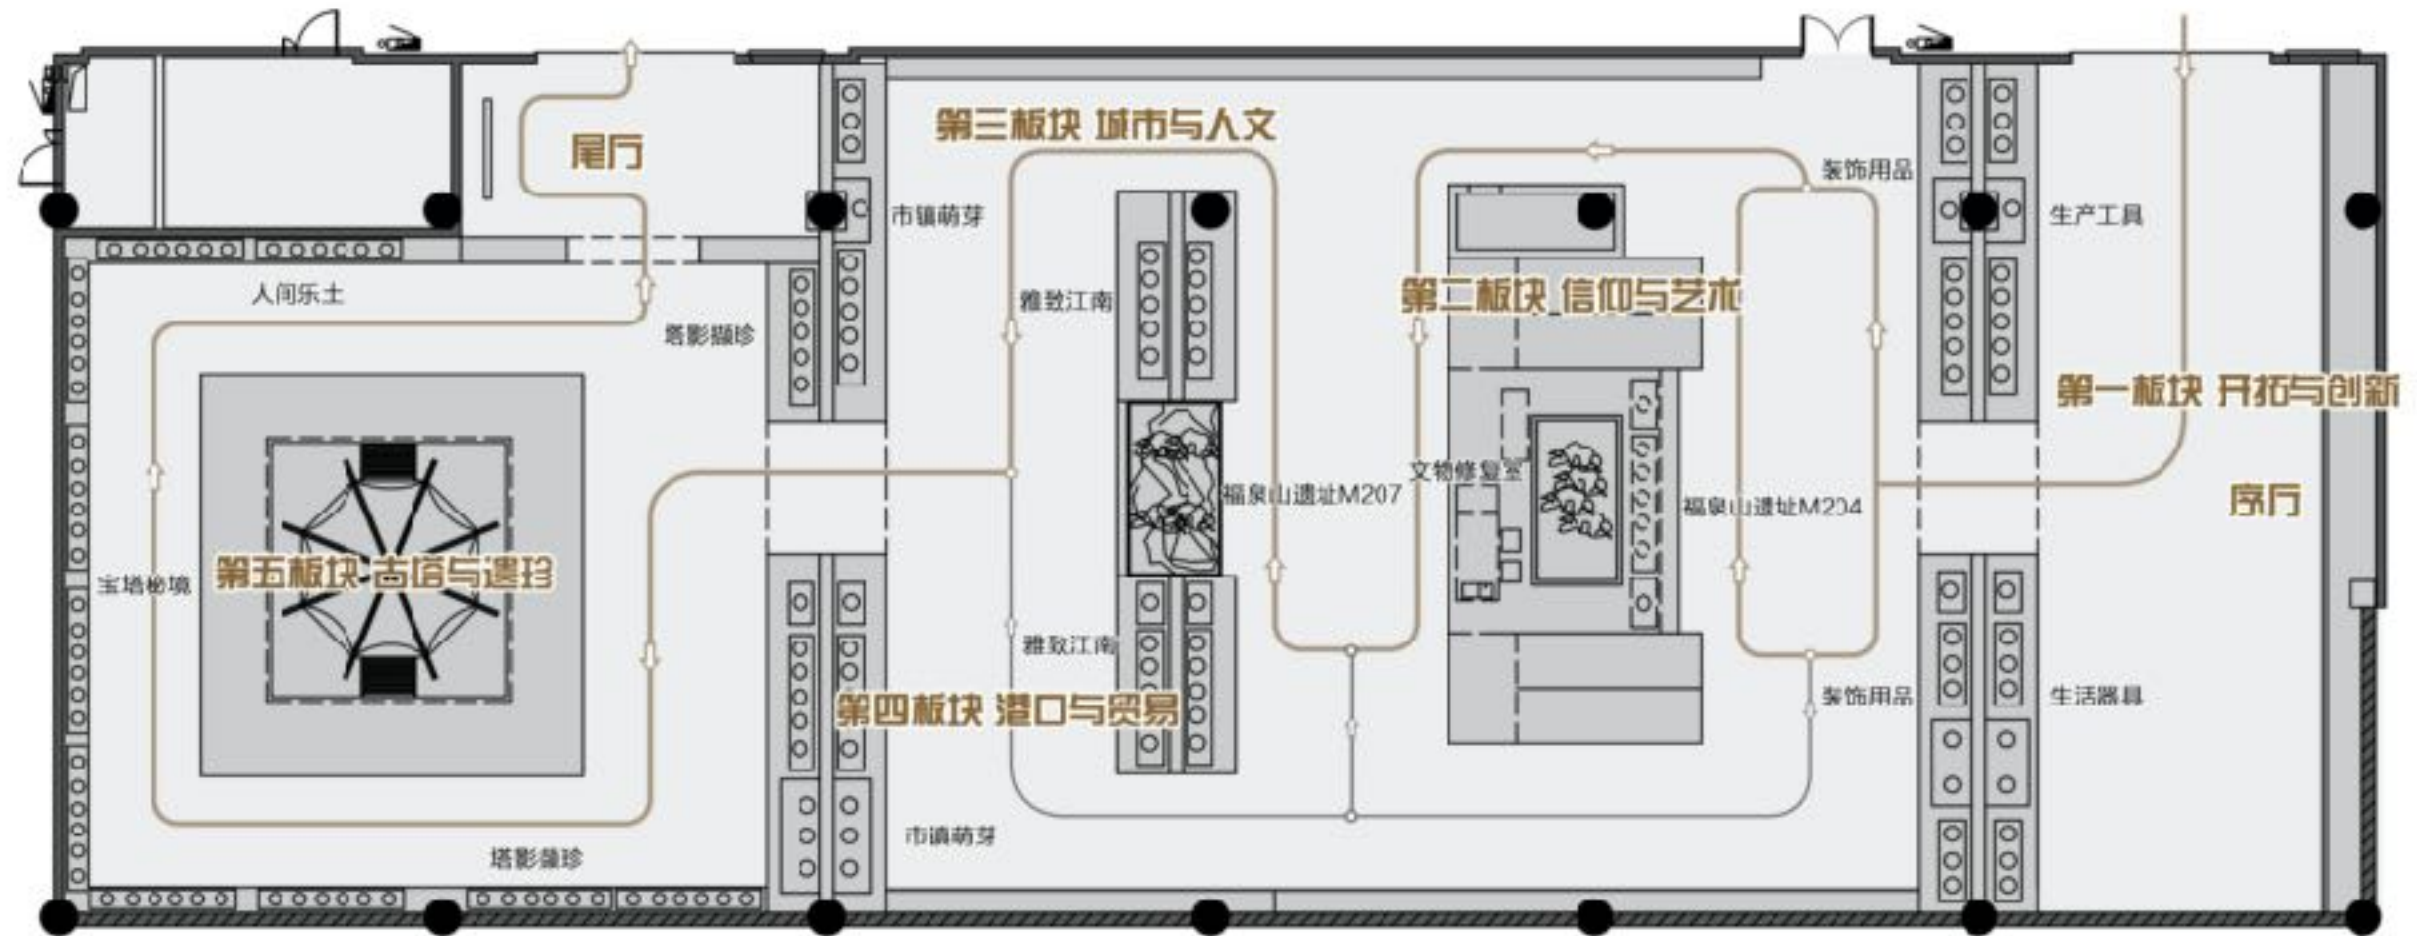 第三板块 城市与人文
尾厅
装饰用品
市镇萌芽
生产工具
人间乐土
雅致江南
第二板块 信仰与艺术
塔影撷珍
第一板块 开拓与创新
文物修复室
福泉山遗址M207
福泉山遗址M204
序厅
第五板块 古塔与遗珍
宝塔秘境
雅致江南
第四板块 港口与贸易
装饰用品
生活器具
市镇萌芽
塔影撷珍